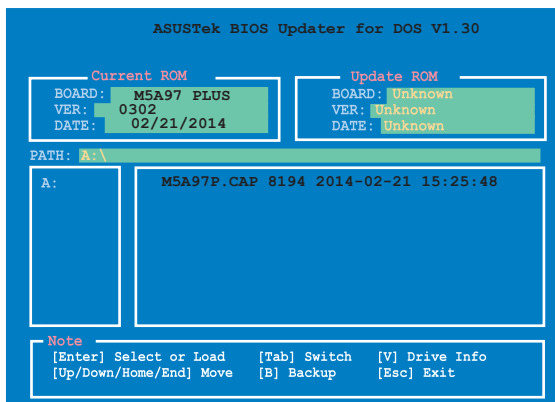 ASUSTek BIOS Updater for DOS V1.30
Current ROM
BOARD: M5A97 PLUS
VER: 0302
DATE: 02/21/2014
Update ROM
BOARD: Unknown
VER: Unknown
DATE: Unknown
PATH: A:\
A:
M5A97P.CAP 8194 2014-02-21 15:25:48
Note
[Enter] Select or Load [Tab] Switch [V] Drive Info
[Up/Down/Home/End] Move [B] Backup [Esc] Exit